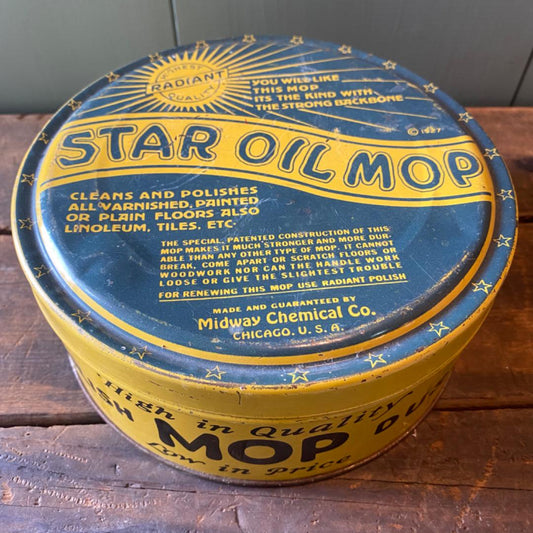 HIGHEST
RADIANT
QUALITY
YOU WILL LIKE
THIS MOP
ITS THE KIND WITH
THE STRONG BACKBONE
© 1927
STAR OIL MOP
CLEANS AND POLISHES
ALL VARNISHED, PAINTED
OR PLAIN FLOORS ALSO
LINOLEUM, TILES, ETC.
THE SPECIAL, PATENTED CONSTRUCTION OF THIS
MOP MAKES IT MUCH STRONGER AND MORE DUR-
ABLE THAN ANY OTHER TYPE OF MOP. IT CANNOT
BREAK, COME APART OR SCRATCH FLOORS OR
WOODWORK NOR CAN THE HANDLE WORK
LOOSE OR GIVE THE SLIGHTEST TROUBLE
FOR RENEWING THIS MOP USE RADIANT POLISH
MADE AND GUARANTEED BY
Midway Chemical Co.
CHICAGO, U.S.A.
High in Quality
ISH MOP DU
Low in Price